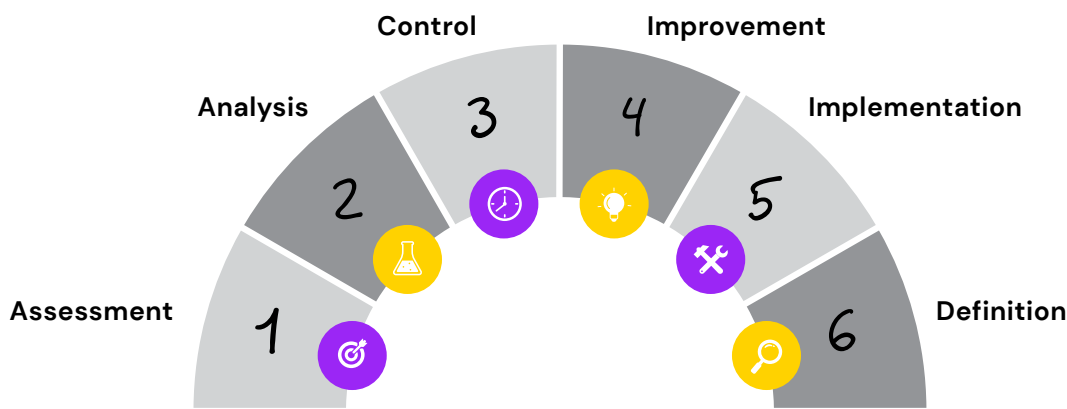 Assessment
1
Analysis
2
Control
3
Improvement
4
Implementation
5
Definition
6